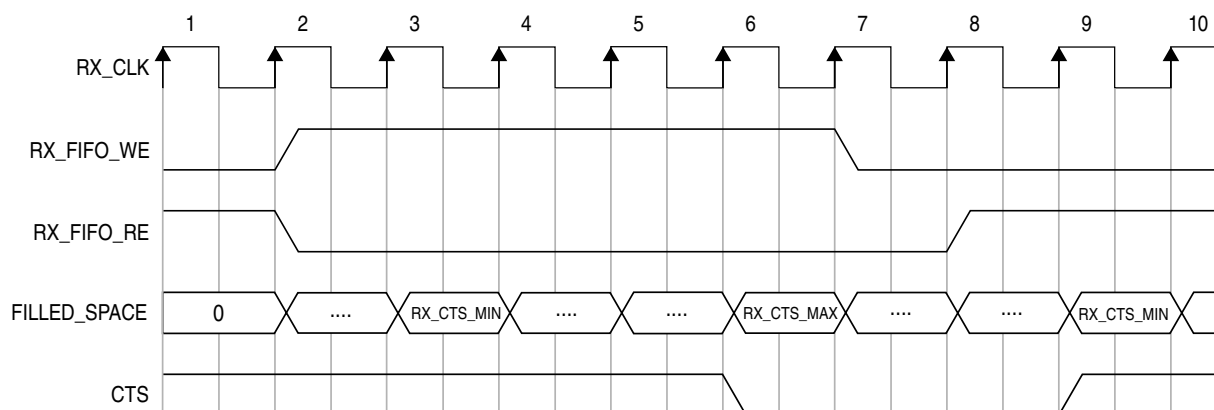 1 2 3 4 5 6 7 8 9 10
RX_CLK
RX_FIFO_WE
RX_FIFO_RE
FILLED_SPACE 0 .... RX_CTS_MIN .... .... RX_CTS_MAX .... .... RX_CTS_MIN
CTS